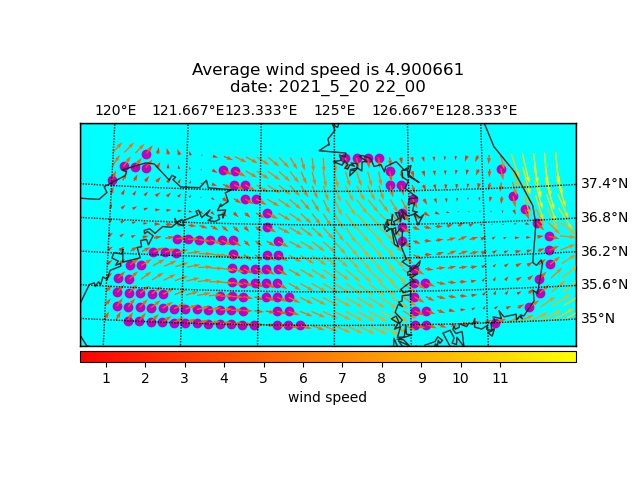 Average wind speed is 4.900661
date: 2021_5_20 22_00
120°E 121.667°E 123.333°E 125°E 126.667°E 128.333°E
37.4°N
36.8°N
36.2°N
35.6°N
35°N
1 2 3 4 5 6 7 8 9 10 11
wind speed